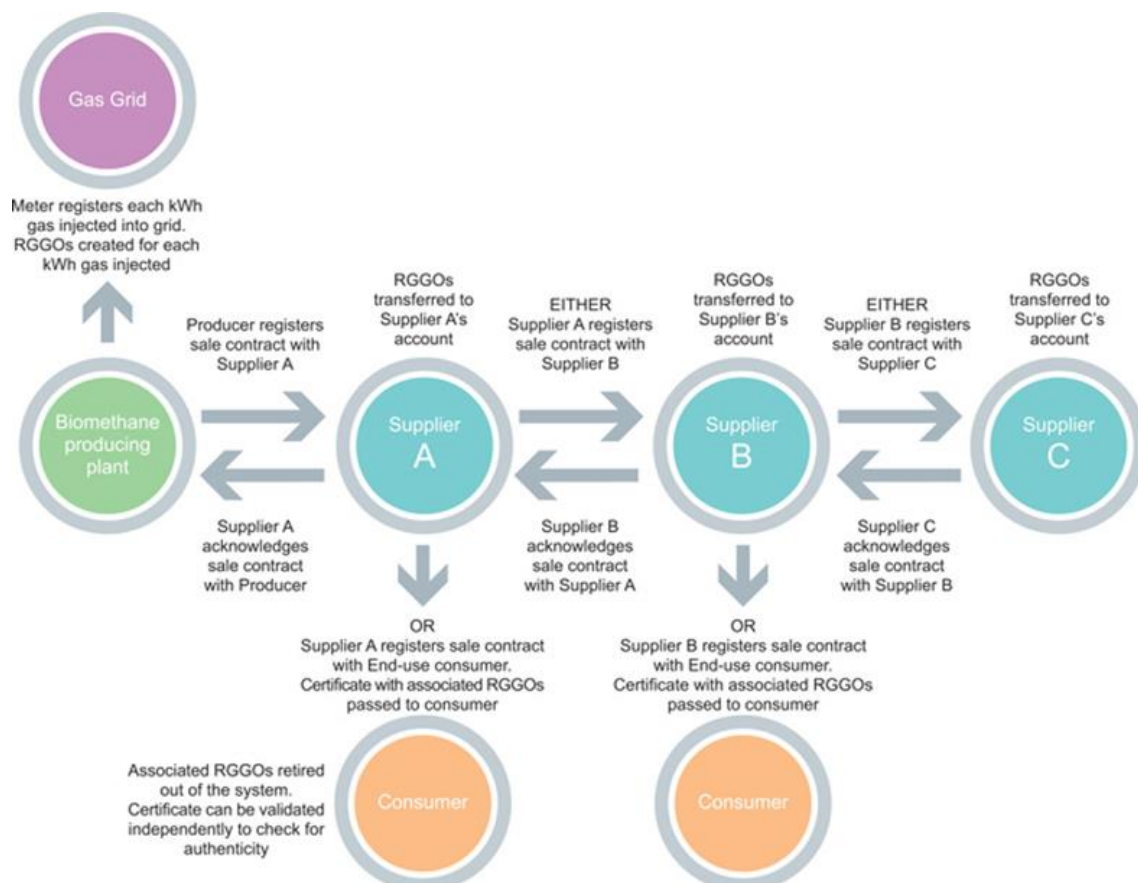 Gas Grid
Meter registers each kWh
gas injected into grid.
RGGOs created for each
kWh gas injected
Producer registers
sale contract with
Supplier A
RGGOs
transferred to
Supplier A's
account
EITHER
Supplier A registers
sale contract with
Supplier B
RGGOs
transferred to
Supplier B's
account
EITHER
Supplier B registers
sale contract with
Supplier C
RGGOs
transferred to
Supplier C's
account
Biomethane
producing
plant
Supplier
A
Supplier
B
Supplier
C
Supplier A
acknowledges
sale contract
with Producer
Supplier B
acknowledges
sale contract
with Supplier A
Supplier C
acknowledges
sale contract
with Supplier B
OR
Supplier A registers sale contract
with End-use consumer.
Certificate with associated RGGOs
passed to consumer
OR
Supplier B registers sale contract
with End-use consumer.
Certificate with associated RGGOs
passed to consumer
Associated RGGOs retired
out of the system.
Certificate can be validated
independently to check for
authenticity
Consumer
Consumer